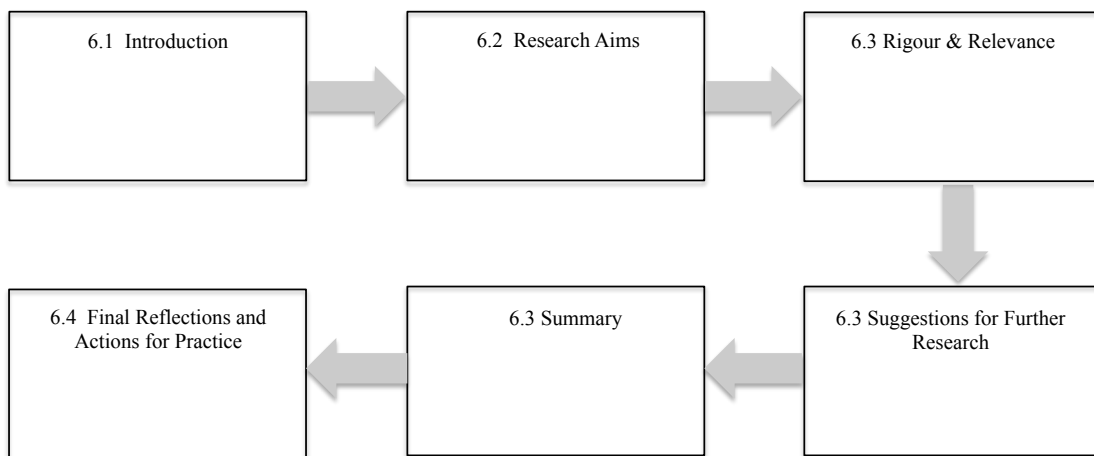 6.1 Introduction
6.2 Research Aims
6.3 Rigour & Relevance
6.3 Suggestions for Further
Research
6.3 Summary
6.4 Final Reflections and
Actions for Practice